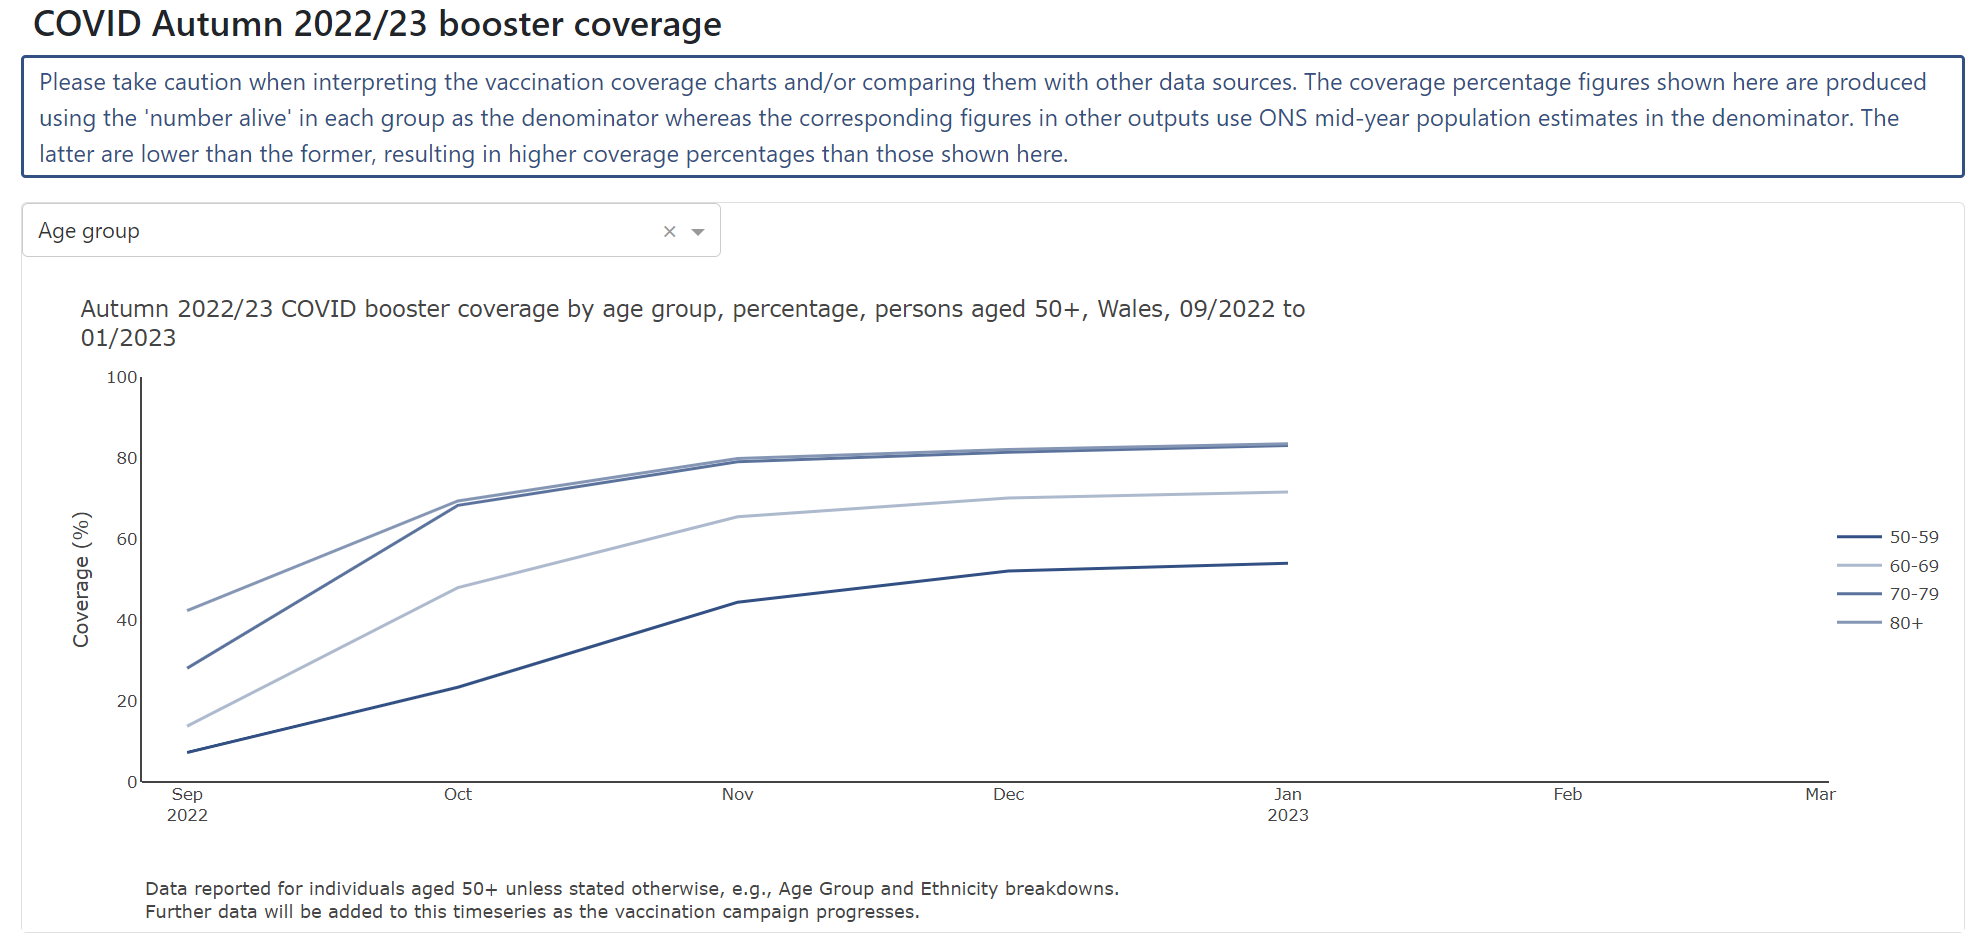 COVID Autumn 2022/23 booster coverage
Please take caution when interpreting the vaccination coverage charts and/or comparing them with other data sources. The coverage percentage figures shown here are produced
using the 'number alive' in each group as the denominator whereas the corresponding figures in other outputs use ONS mid-year population estimates in the denominator. The
latter are lower than the former, resulting in higher coverage percentages than those shown here.
Age group
Autumn 2022/23 COVID booster coverage by age group, percentage, persons aged 50+, Wales, 09/2022 to
01/2023
Coverage (%)
100
80
60
40
20
0
Sep Oct Nov Dec Jan Feb Mar
2022 2023
50-59
60-69
70-79
80+
Data reported for individuals aged 50+ unless stated otherwise, e.g., Age Group and Ethnicity breakdowns.
Further data will be added to this timeseries as the vaccination campaign progresses.